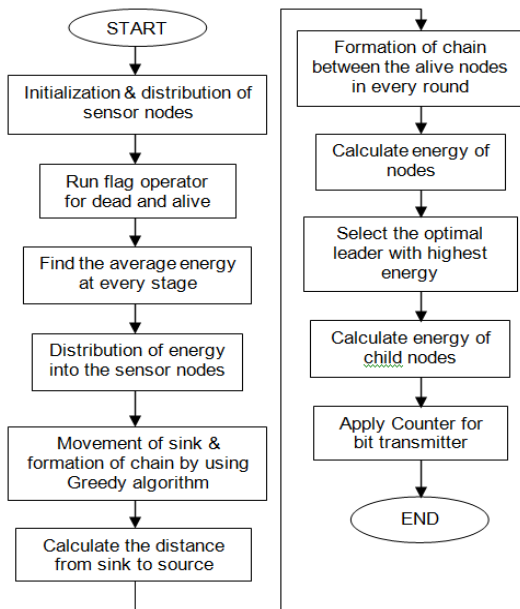 START
Initialization & distribution of
sensor nodes
Run flag operator
for dead and alive
Find the average energy
at every stage
Distribution of energy
into the sensor nodes
Movement of sink &
formation of chain by using
Greedy algorithm
Calculate the distance
from sink to source
Formation of chain
between the alive nodes
in every round
Calculate energy of
nodes
Select the optimal
leader with highest
energy
Calculate energy of
child nodes
Apply Counter for
bit transmitter
END